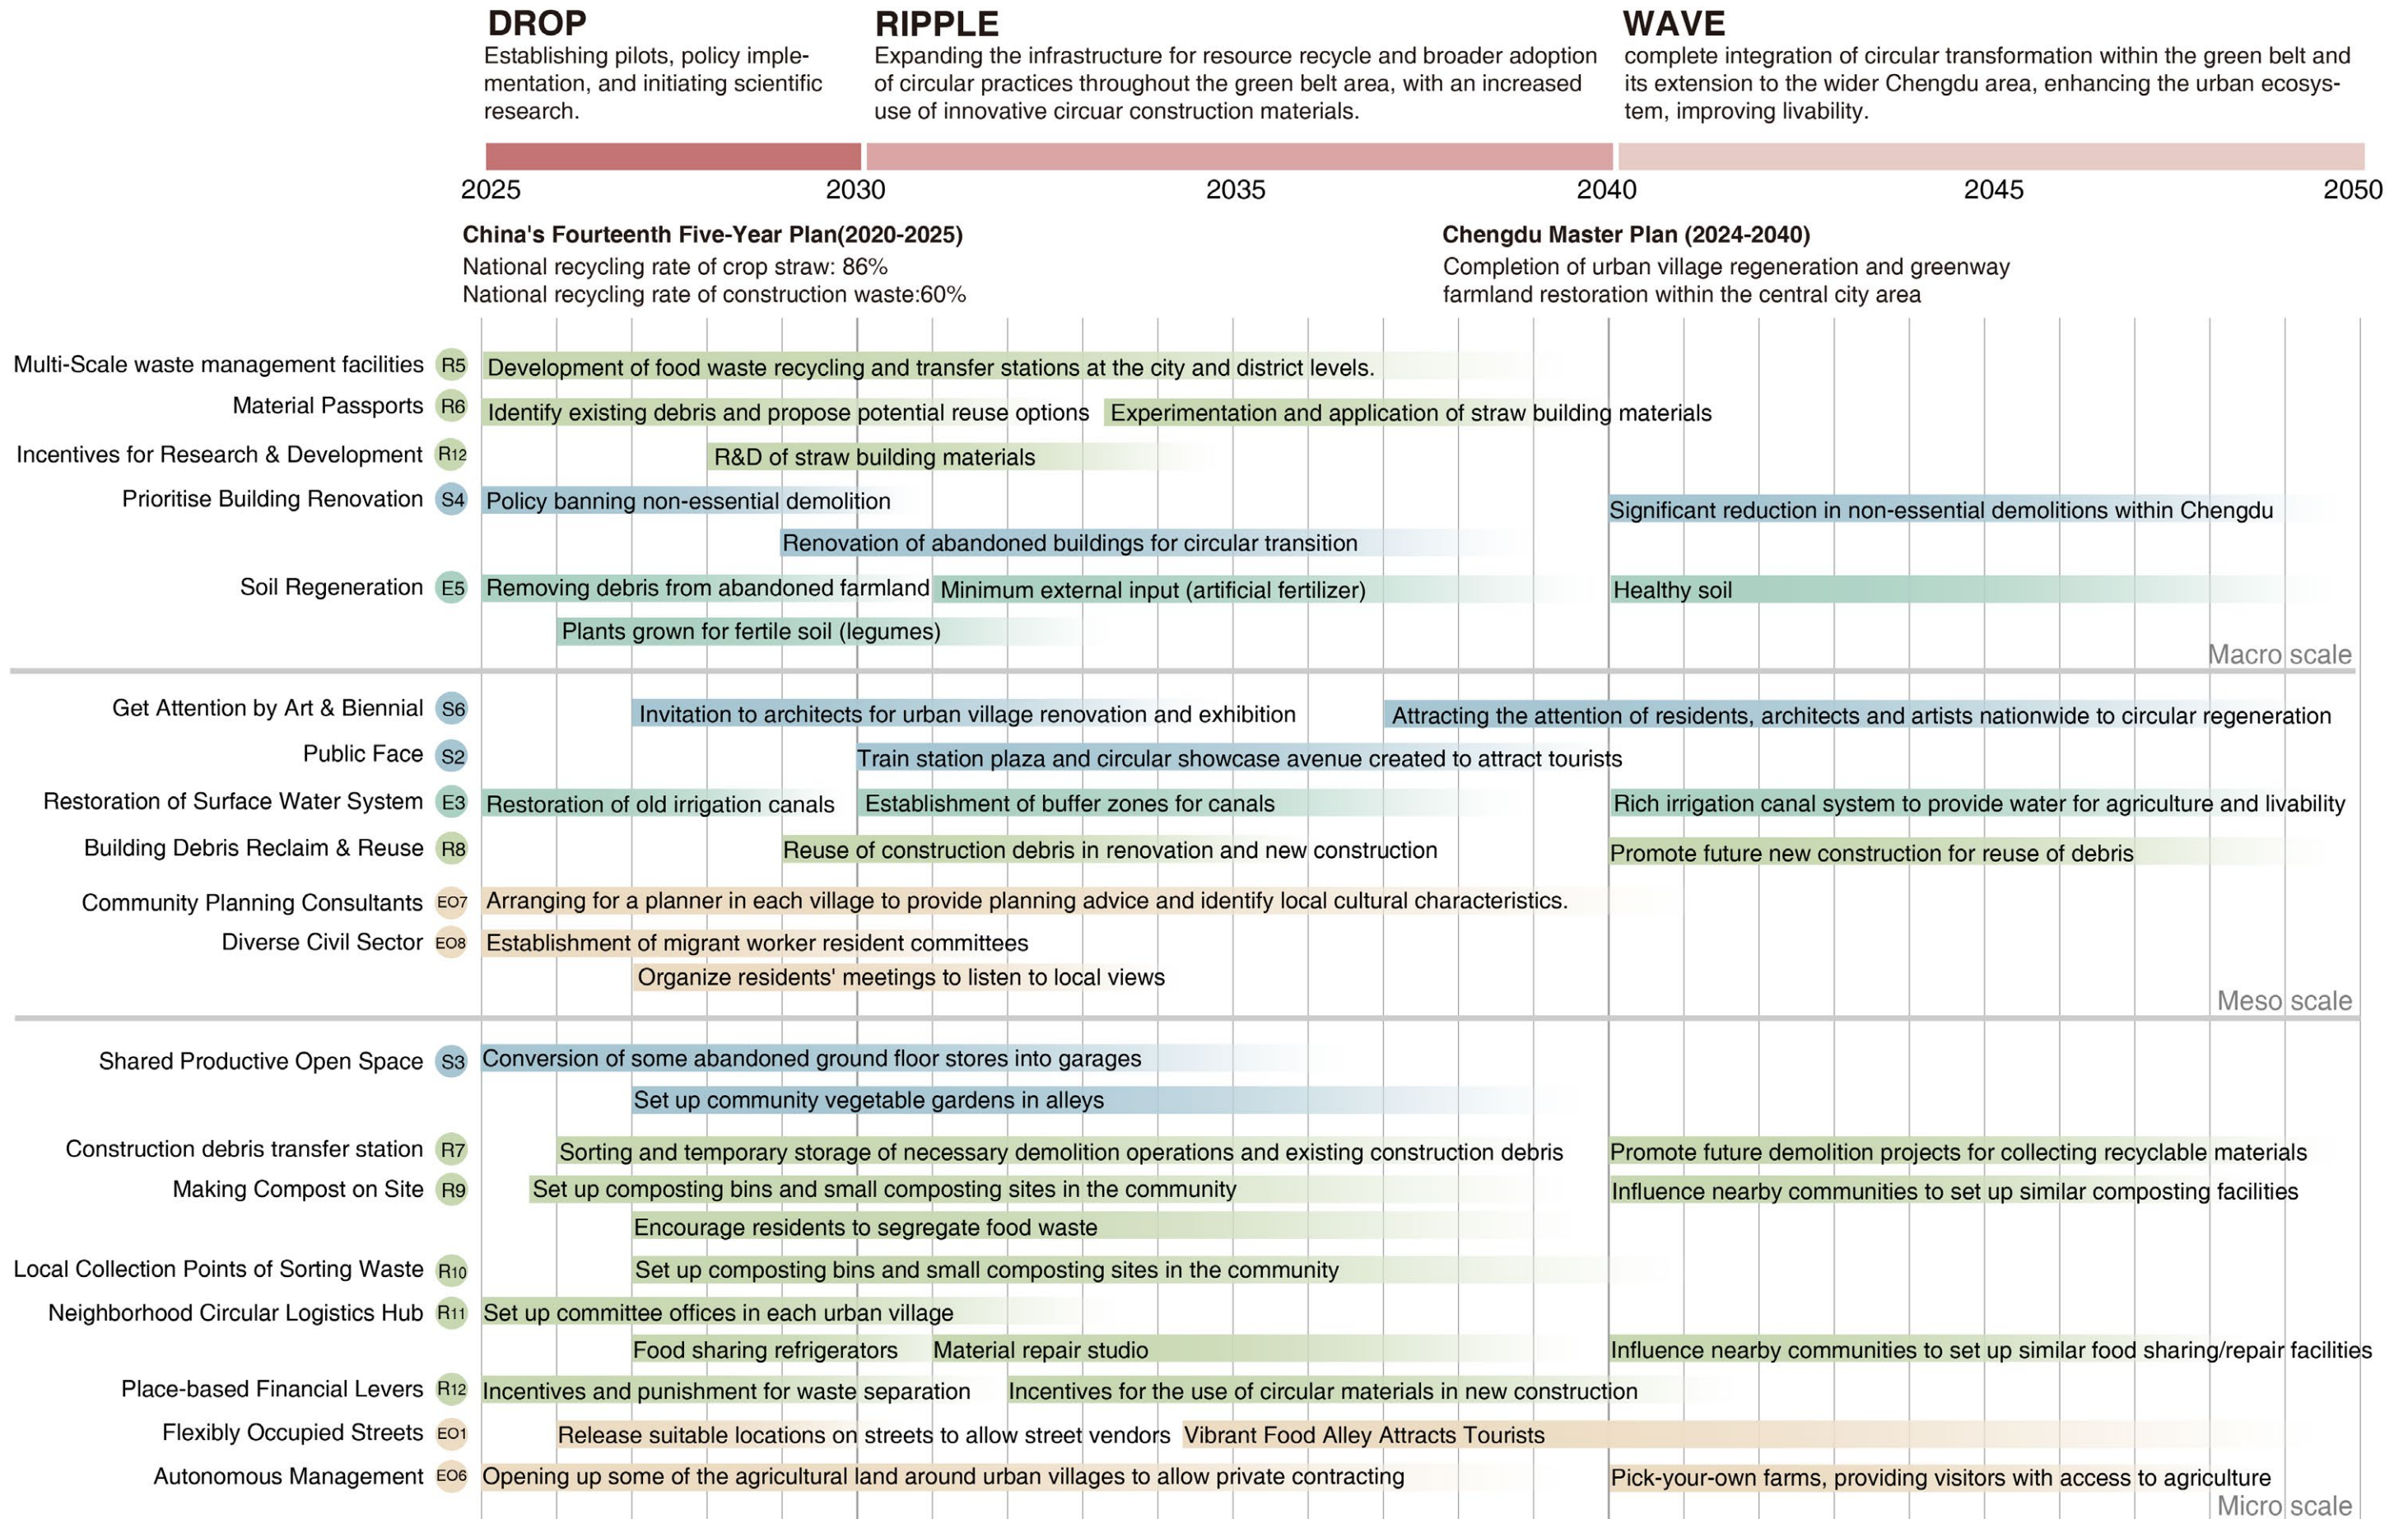 DROP
Establishing pilots, policy imple-
mentation, and initiating scientific
research.
RIPPLE
Expanding the infrastructure for resource recycle and broader adoption
of circular practices throughout the green belt area, with an increased
use of innovative circuar construction materials.
WAVE
complete integration of circular transformation within the green belt and
its extension to the wider Chengdu area, enhancing the urban ecosys-
tem, improving livability.
2025 2030 2035 2040 2045 2050
China's Fourteenth Five-Year Plan(2020-2025)
National recycling rate of crop straw: 86%
National recycling rate of construction waste:60%
Chengdu Master Plan (2024-2040)
Completion of urban village regeneration and greenway
farmland restoration within the central city area
Multi-Scale waste management facilities R5 Development of food waste recycling and transfer stations at the city and district levels.
Material Passports R6 Identify existing debris and propose potential reuse options Experimentation and application of straw building materials
Incentives for Research & Development R12 R&D of straw building materials
Prioritise Building Renovation S4 Policy banning non-essential demolition Significant reduction in non-essential demolitions within Chengdu
Renovation of abandoned buildings for circular transition
Soil Regeneration E5 Removing debris from abandoned farmland Minimum external input (artificial fertilizer) Healthy soil
Plants grown for fertile soil (legumes)
Macro scale
Get Attention by Art & Biennial S6 Invitation to architects for urban village renovation and exhibition Attracting the attention of residents, architects and artists nationwide to circular regeneration
Public Face S2 Train station plaza and circular showcase avenue created to attract tourists
Restoration of Surface Water System E3 Restoration of old irrigation canals Establishment of buffer zones for canals Rich irrigation canal system to provide water for agriculture and livability
Building Debris Reclaim & Reuse R8 Reuse of construction debris in renovation and new construction Promote future new construction for reuse of debris
Community Planning Consultants EO7 Arranging for a planner in each village to provide planning advice and identify local cultural characteristics.
Diverse Civil Sector EO8 Establishment of migrant worker resident committees
Organize residents' meetings to listen to local views
Meso scale
Shared Productive Open Space S3 Conversion of some abandoned ground floor stores into garages
Set up community vegetable gardens in alleys
Construction debris transfer station R7 Sorting and temporary storage of necessary demolition operations and existing construction debris Promote future demolition projects for collecting recyclable materials
Making Compost on Site R9 Set up composting bins and small composting sites in the community Influence nearby communities to set up similar composting facilities
Encourage residents to segregate food waste
Local Collection Points of Sorting Waste R10 Set up composting bins and small composting sites in the community
Neighborhood Circular Logistics Hub R11 Set up committee offices in each urban village
Food sharing refrigerators Material repair studio Influence nearby communities to set up similar food sharing/repair facilities
Place-based Financial Levers R12 Incentives and punishment for waste separation Incentives for the use of circular materials in new construction
Flexibly Occupied Streets EO1 Release suitable locations on streets to allow street vendors Vibrant Food Alley Attracts Tourists
Autonomous Management EO6 Opening up some of the agricultural land around urban villages to allow private contracting Pick-your-own farms, providing visitors with access to agriculture
Micro scale